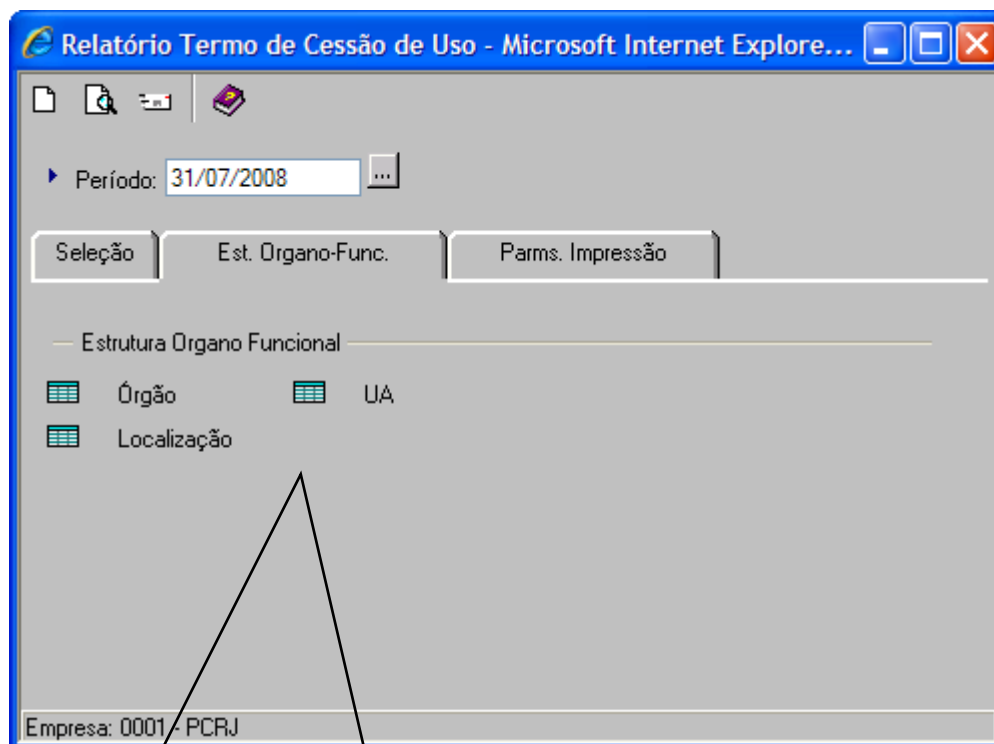 Relatório Termo de Cessão de Uso - Microsoft Internet Explore...
Período: 31/07/2008 ...
Seleção Est. Organo-Func. Parms. Impressão
Estrutura Organo Funcional
Órgão UA
Localização
Empresa: 0001 - PCRJ